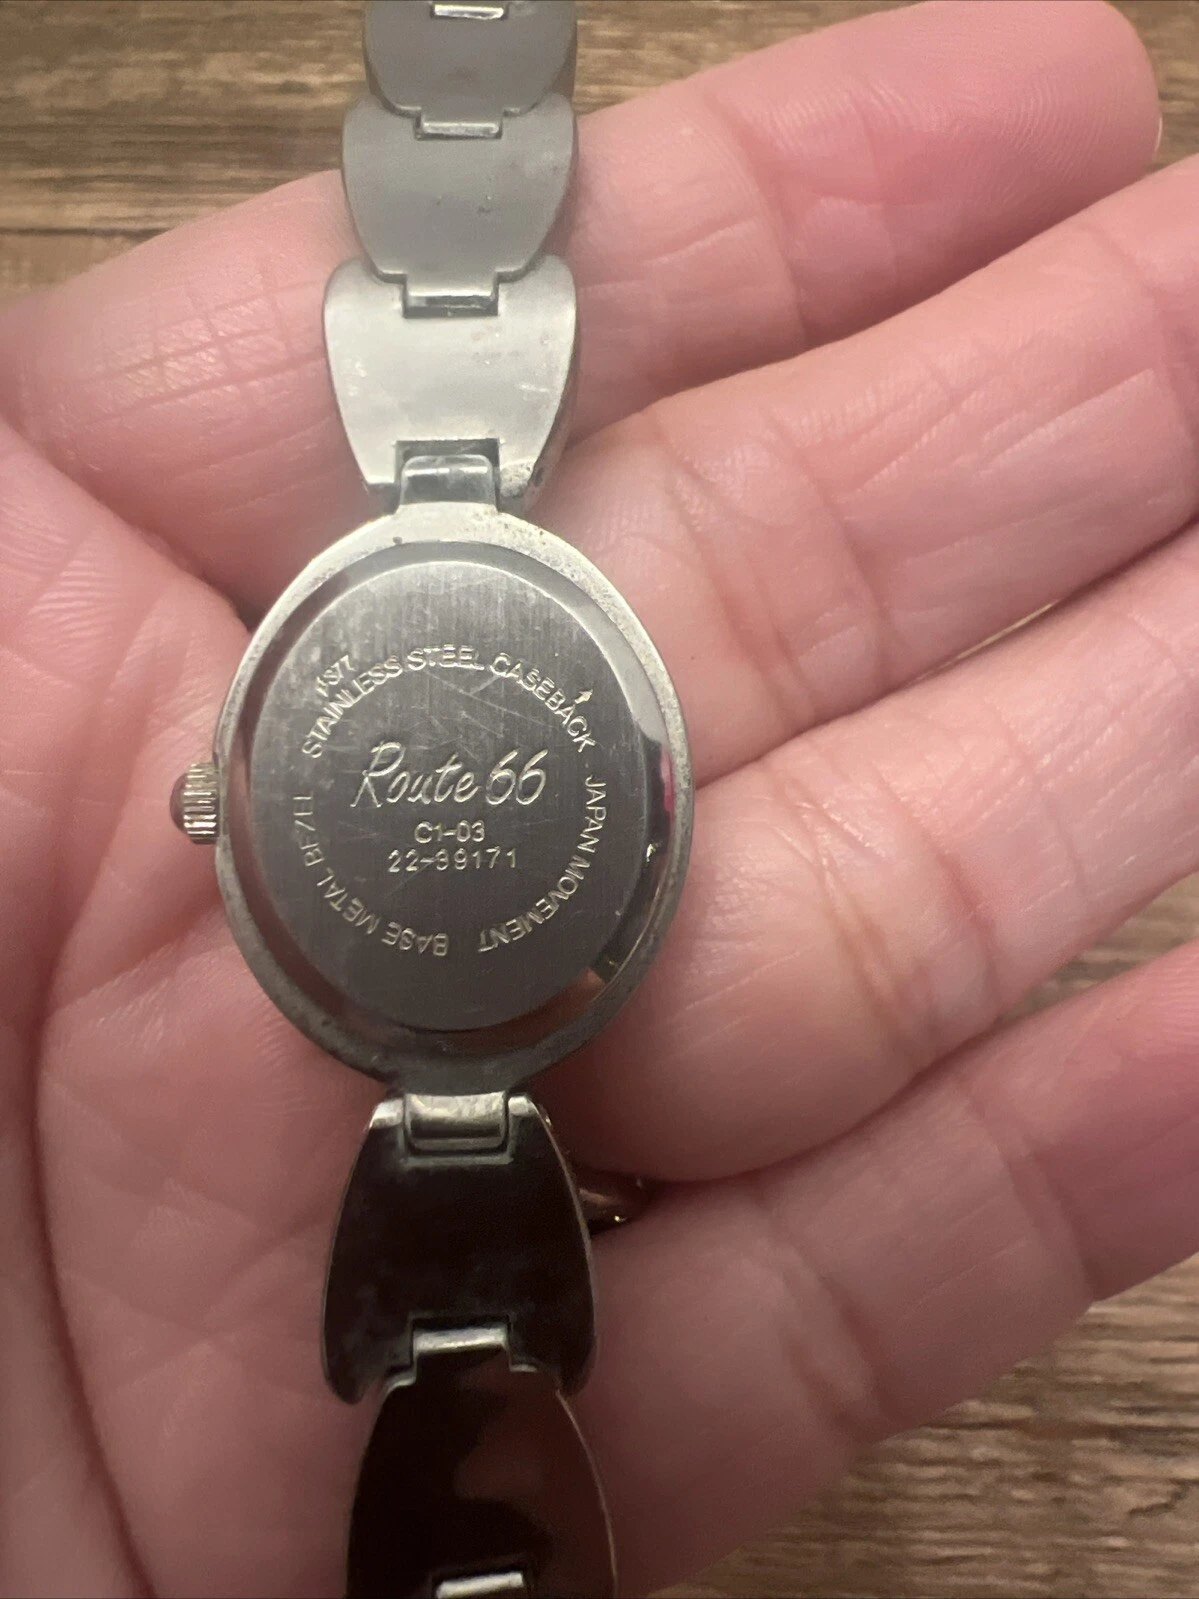 STAINLESS STEEL CASEBACK - JAPAN MOVEMENT BASE METAL BEZEL
Route 66
C1-03
22-39171